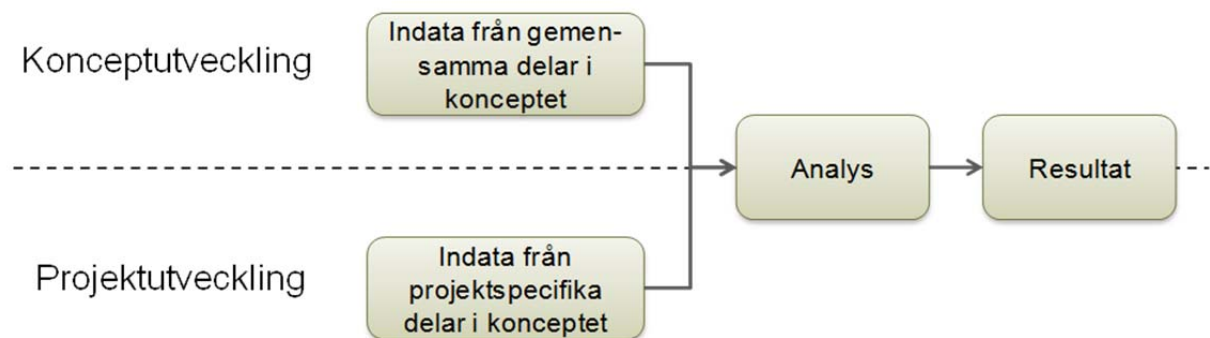 Konceptutveckling
Indata från gemen-
samma delar i
konceptet
Analys
Resultat
Projektutveckling
Indata från
projektspecifika
delar i konceptet